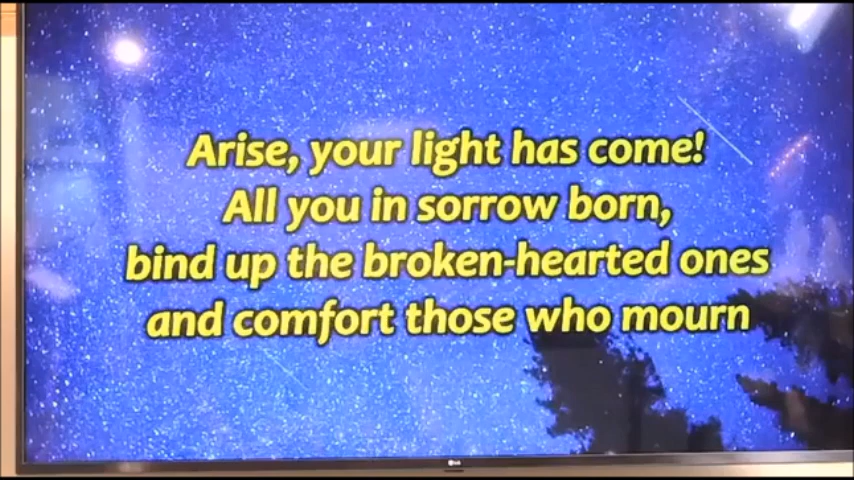 Arise, your light has come!
All you in sorrow born,
bind up the broken-hearted ones
and comfort those who mourn
LG